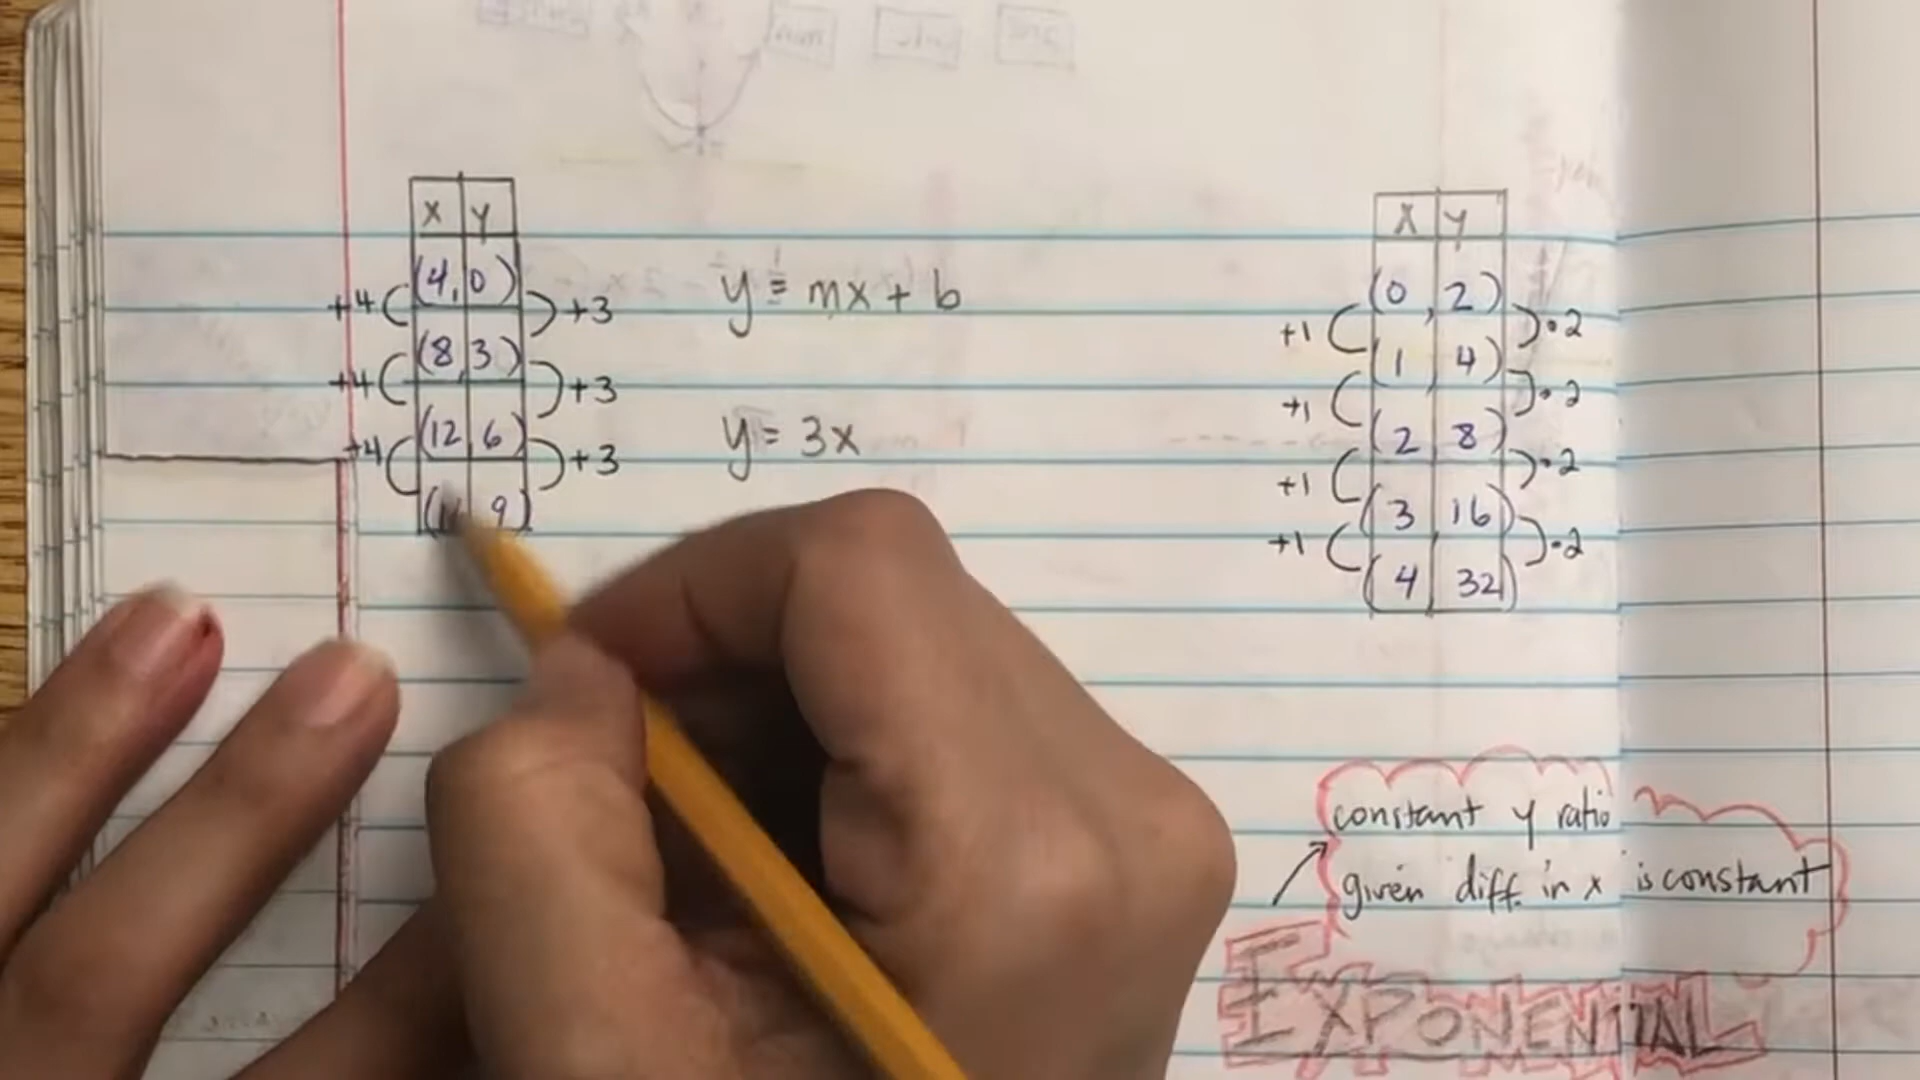 x y
(4, 0)
+4 +3
(8, 3)
+4 +3
(12, 6)
+4 +3
9)
y = mx + b
y = 3x
x y
(0, 2)
+1 •2
(1, 4)
+1 •2
(2, 8)
+1 •2
(3, 16)
+1 •2
(4, 32)
constant y ratio
given diff. in x is constant
EXPONENTIAL